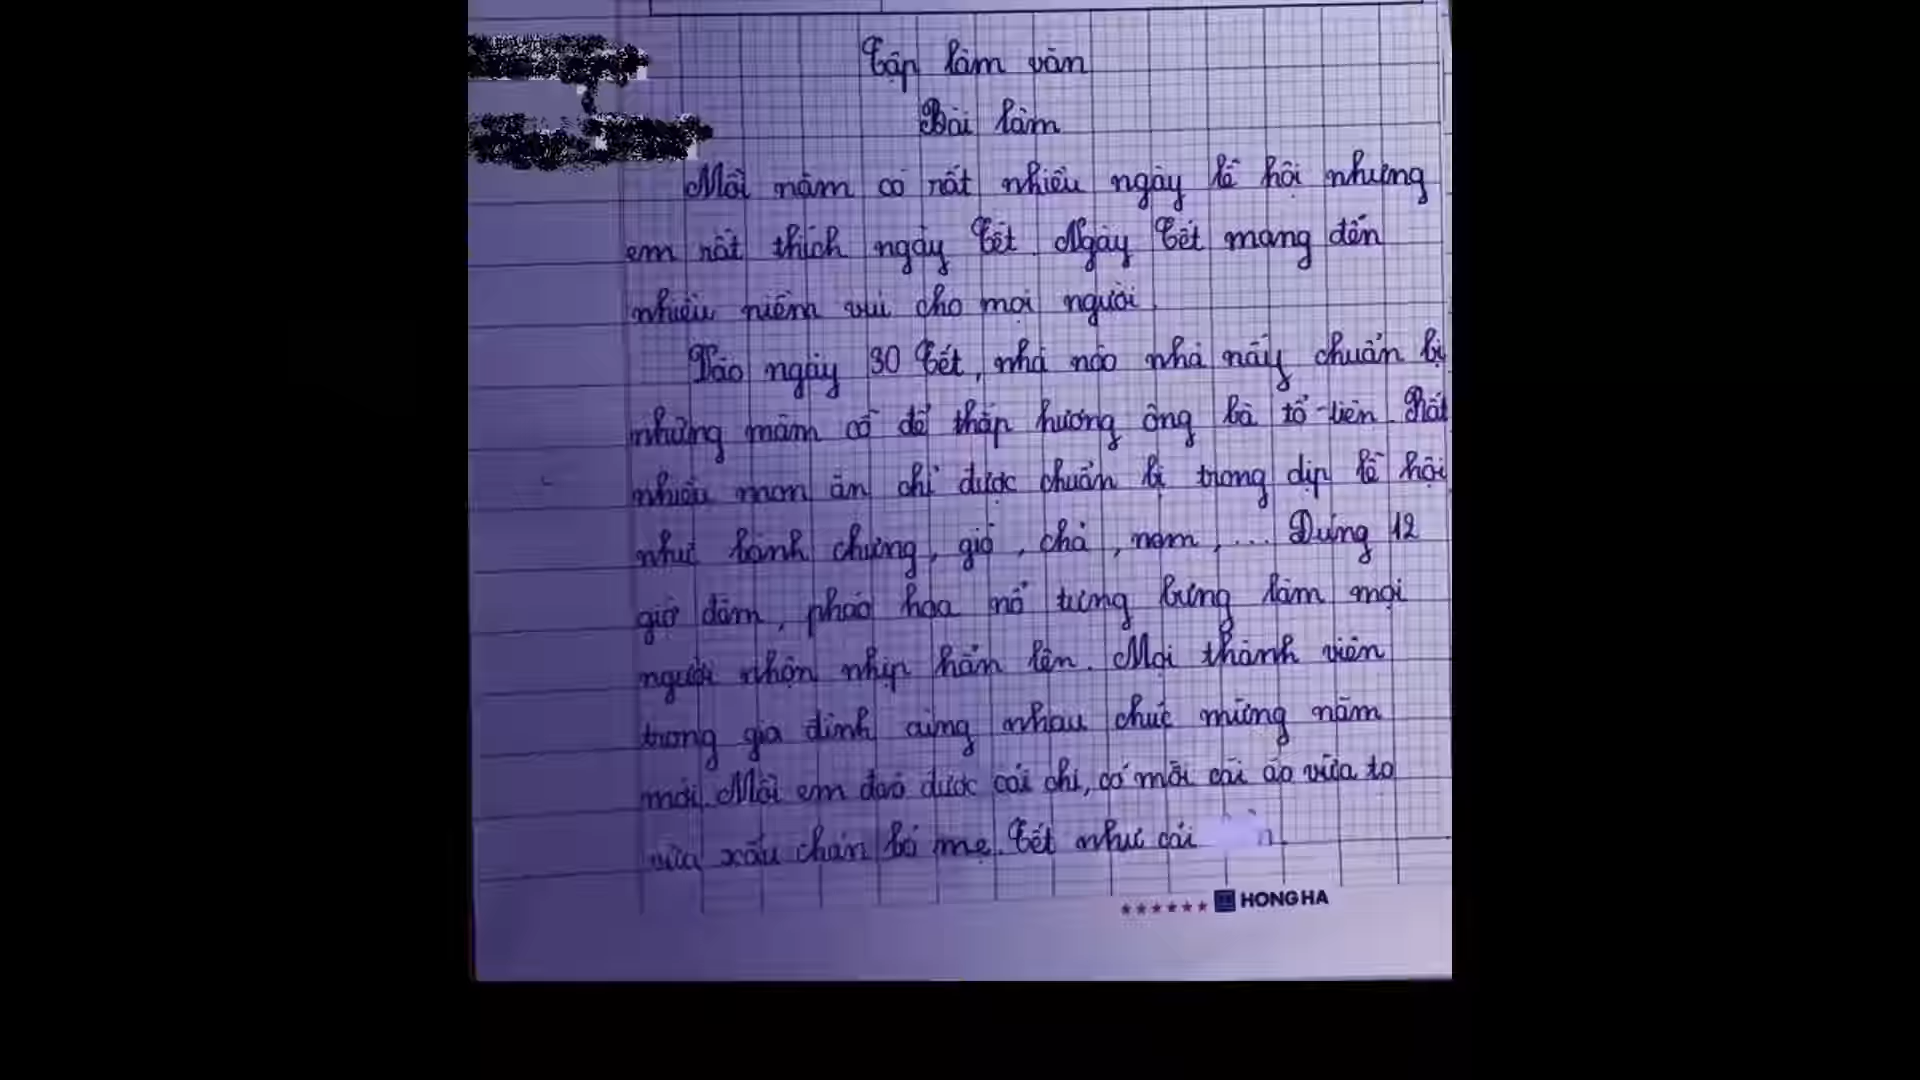 Tập làm văn
Bài làm
Mỗi năm có rất nhiều ngày lễ hội nhưng
em rất thích ngày Tết. Ngày Tết mang đến
nhiều niềm vui cho mọi người.
Vào ngày 30 Tết, nhà nào nhà nấy chuẩn bị
những mâm cỗ để thắp hương ông bà tổ-tiên. Rất
nhiều món ăn chỉ được chuẩn bị trong dịp lễ hội
như bánh chưng, giò, chả, nem,... Đúng 12
giờ đêm, pháo hoa nổ tưng bừng làm mọi
người nhộn nhịp hẳn lên. Mọi thành viên
trong gia đình cùng nhau chúc mừng năm
mới. Mỗi em đáo được cái chi, có mỗi cái áo vừa to
vừa xấu chán bỏ mẹ. Tết như cái
HONG HA